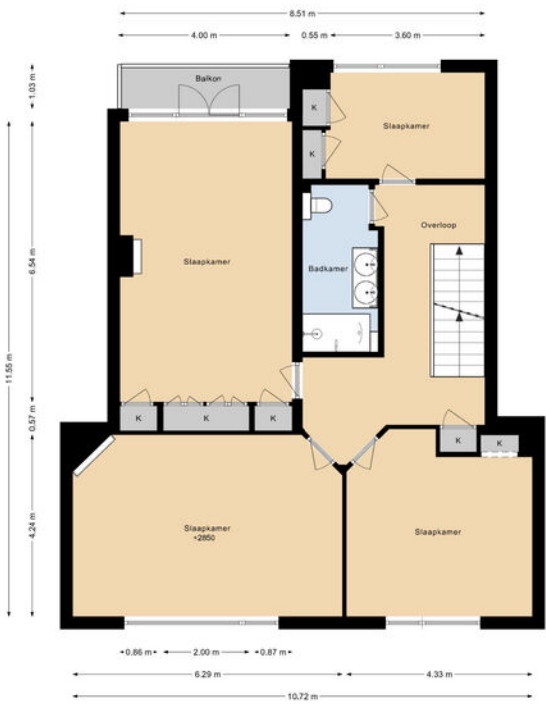 8.51 m
4.00 m
0.55 m
3.60 m
1.03 m
Balkon
K
Slaapkamer
K
Overloop
11.55 m
6.54 m
Slaapkamer
Badkamer
0.57 m
K
K
K
K
K
4.24 m
Slaapkamer
+2850
Slaapkamer
0.86 m
2.00 m
0.87 m
6.29 m
4.33 m
10.72 m